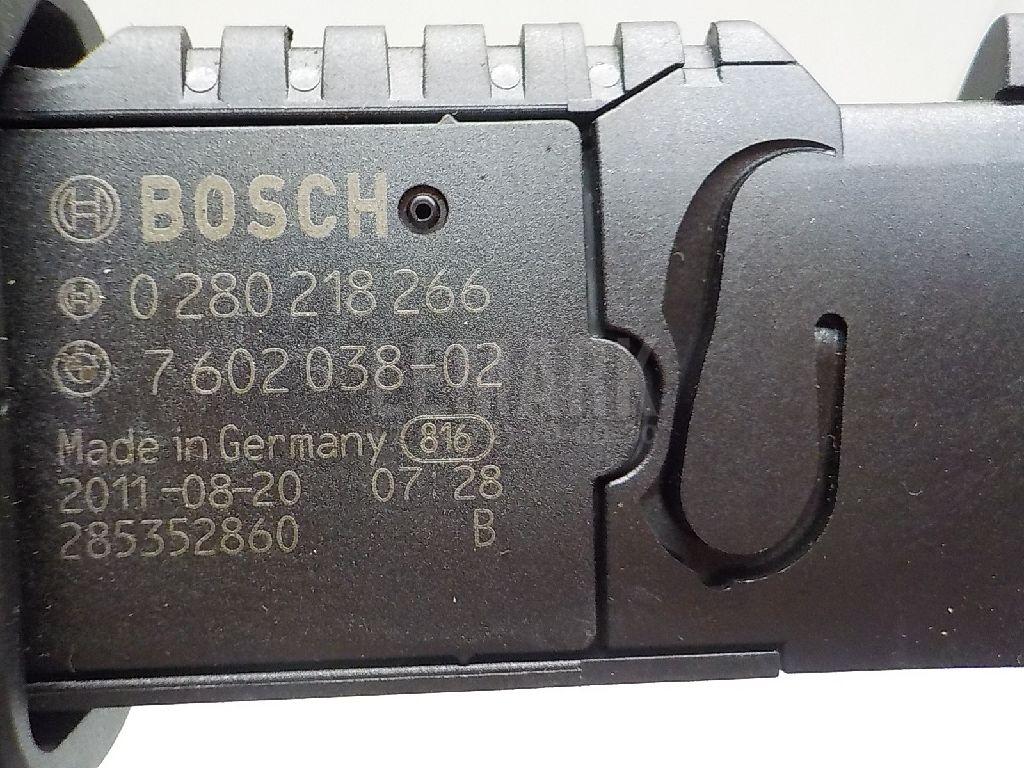 BOSCH
0 280 218 266
7 602 038-02
Made in Germany 816
2011-08-20 07 28
285352860 B